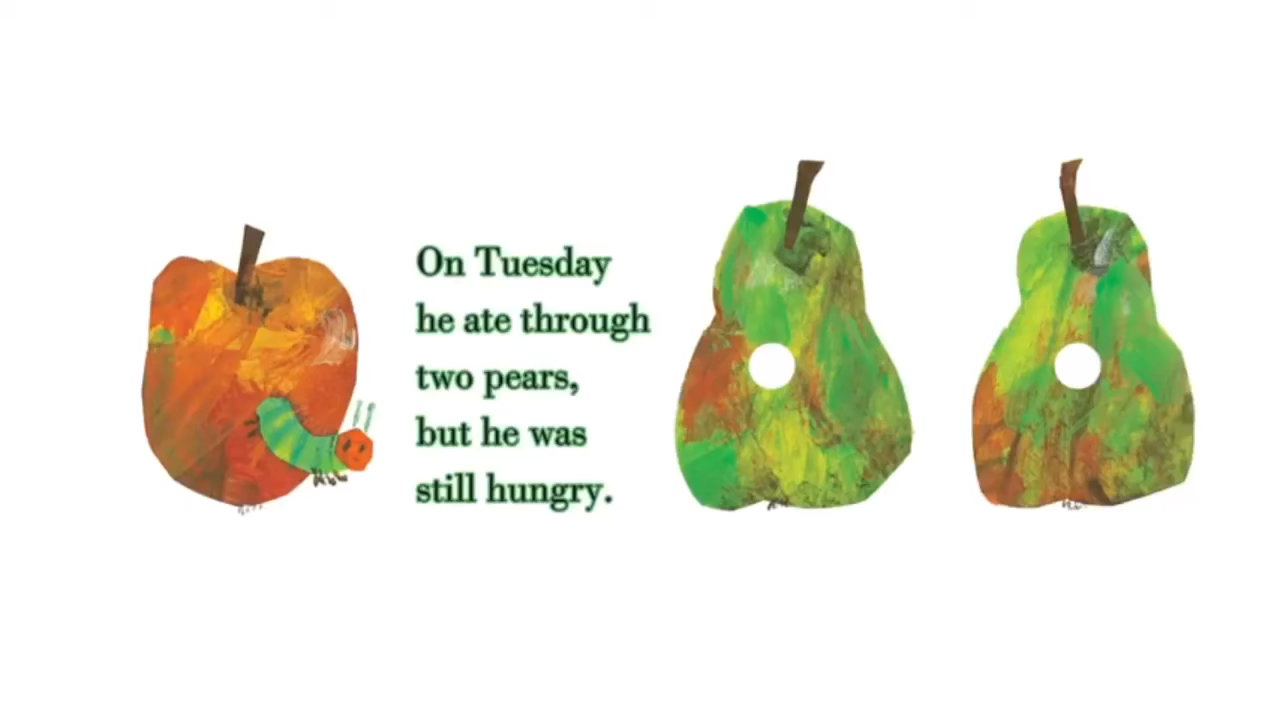 On Tuesday
he ate through
two pears,
but he was
still hungry.